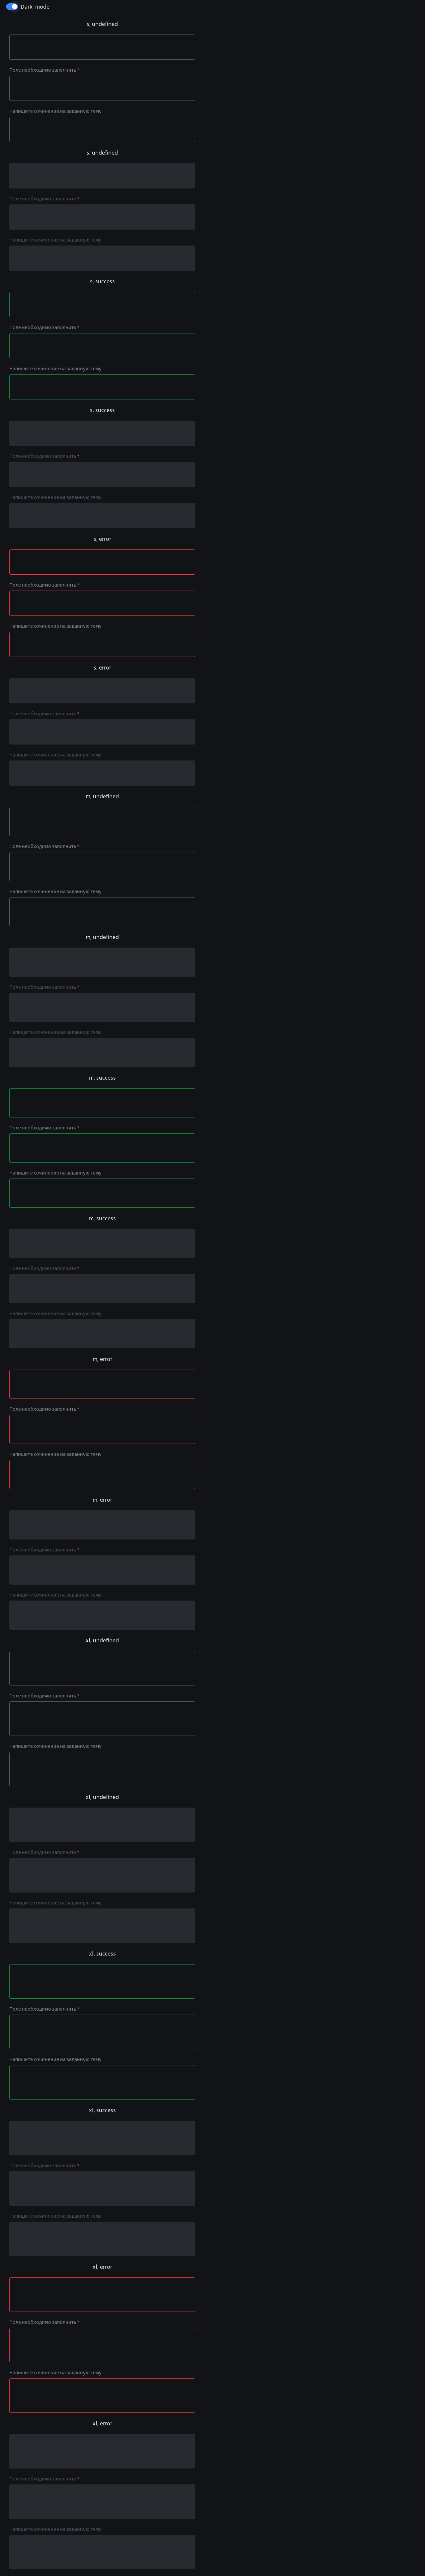 Dark_mode
s, undefined
Поле необходимо заполнить *
Напишите сочинение на заданную тему
s, undefined
Поле необходимо заполнить *
Напишите сочинение на заданную тему
s, success
Поле необходимо заполнить *
Напишите сочинение на заданную тему
s, success
Поле необходимо заполнить *
Напишите сочинение на заданную тему
s, error
Поле необходимо заполнить *
Напишите сочинение на заданную тему
s, error
Поле необходимо заполнить *
Напишите сочинение на заданную тему
m, undefined
Поле необходимо заполнить *
Напишите сочинение на заданную тему
m, undefined
Поле необходимо заполнить *
Напишите сочинение на заданную тему
m, success
Поле необходимо заполнить *
Напишите сочинение на заданную тему
m, success
Поле необходимо заполнить *
Напишите сочинение на заданную тему
m, error
Поле необходимо заполнить *
Напишите сочинение на заданную тему
m, error
Поле необходимо заполнить *
Напишите сочинение на заданную тему
xl, undefined
Поле необходимо заполнить *
Напишите сочинение на заданную тему
xl, undefined
Поле необходимо заполнить *
Напишите сочинение на заданную тему
xl, success
Поле необходимо заполнить *
Напишите сочинение на заданную тему
xl, success
Поле необходимо заполнить *
Напишите сочинение на заданную тему
xl, error
Поле необходимо заполнить *
Напишите сочинение на заданную тему
xl, error
Поле необходимо заполнить *
Напишите сочинение на заданную тему